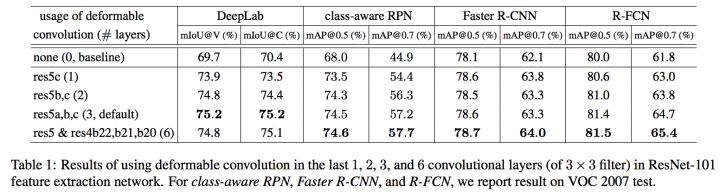 usage of deformable DeepLab class-aware RPN Faster R-CNN R-FCN
convolution (# layers) mIoU@V (%) mIoU@C (%) mAP@0.5 (%) mAP@0.7 (%) mAP@0.5 (%) mAP@0.7 (%) mAP@0.5 (%) mAP@0.7 (%)
none (0, baseline) 69.7 70.4 68.0 44.9 78.1 62.1 80.0 61.8
res5c (1) 73.9 73.5 73.5 54.4 78.6 63.8 80.6 63.0
res5b,c (2) 74.8 74.4 74.3 56.3 78.5 63.3 81.0 63.8
res5a,b,c (3, default) 75.2 75.2 74.5 57.2 78.6 63.3 81.4 64.7
res5 & res4b22,b21,b20 (6) 74.8 75.1 74.6 57.7 78.7 64.0 81.5 65.4
Table 1: Results of using deformable convolution in the last 1, 2, 3, and 6 convolutional layers (of 3 × 3 filter) in ResNet-101
feature extraction network. For class-aware RPN, Faster R-CNN, and R-FCN, we report result on VOC 2007 test.